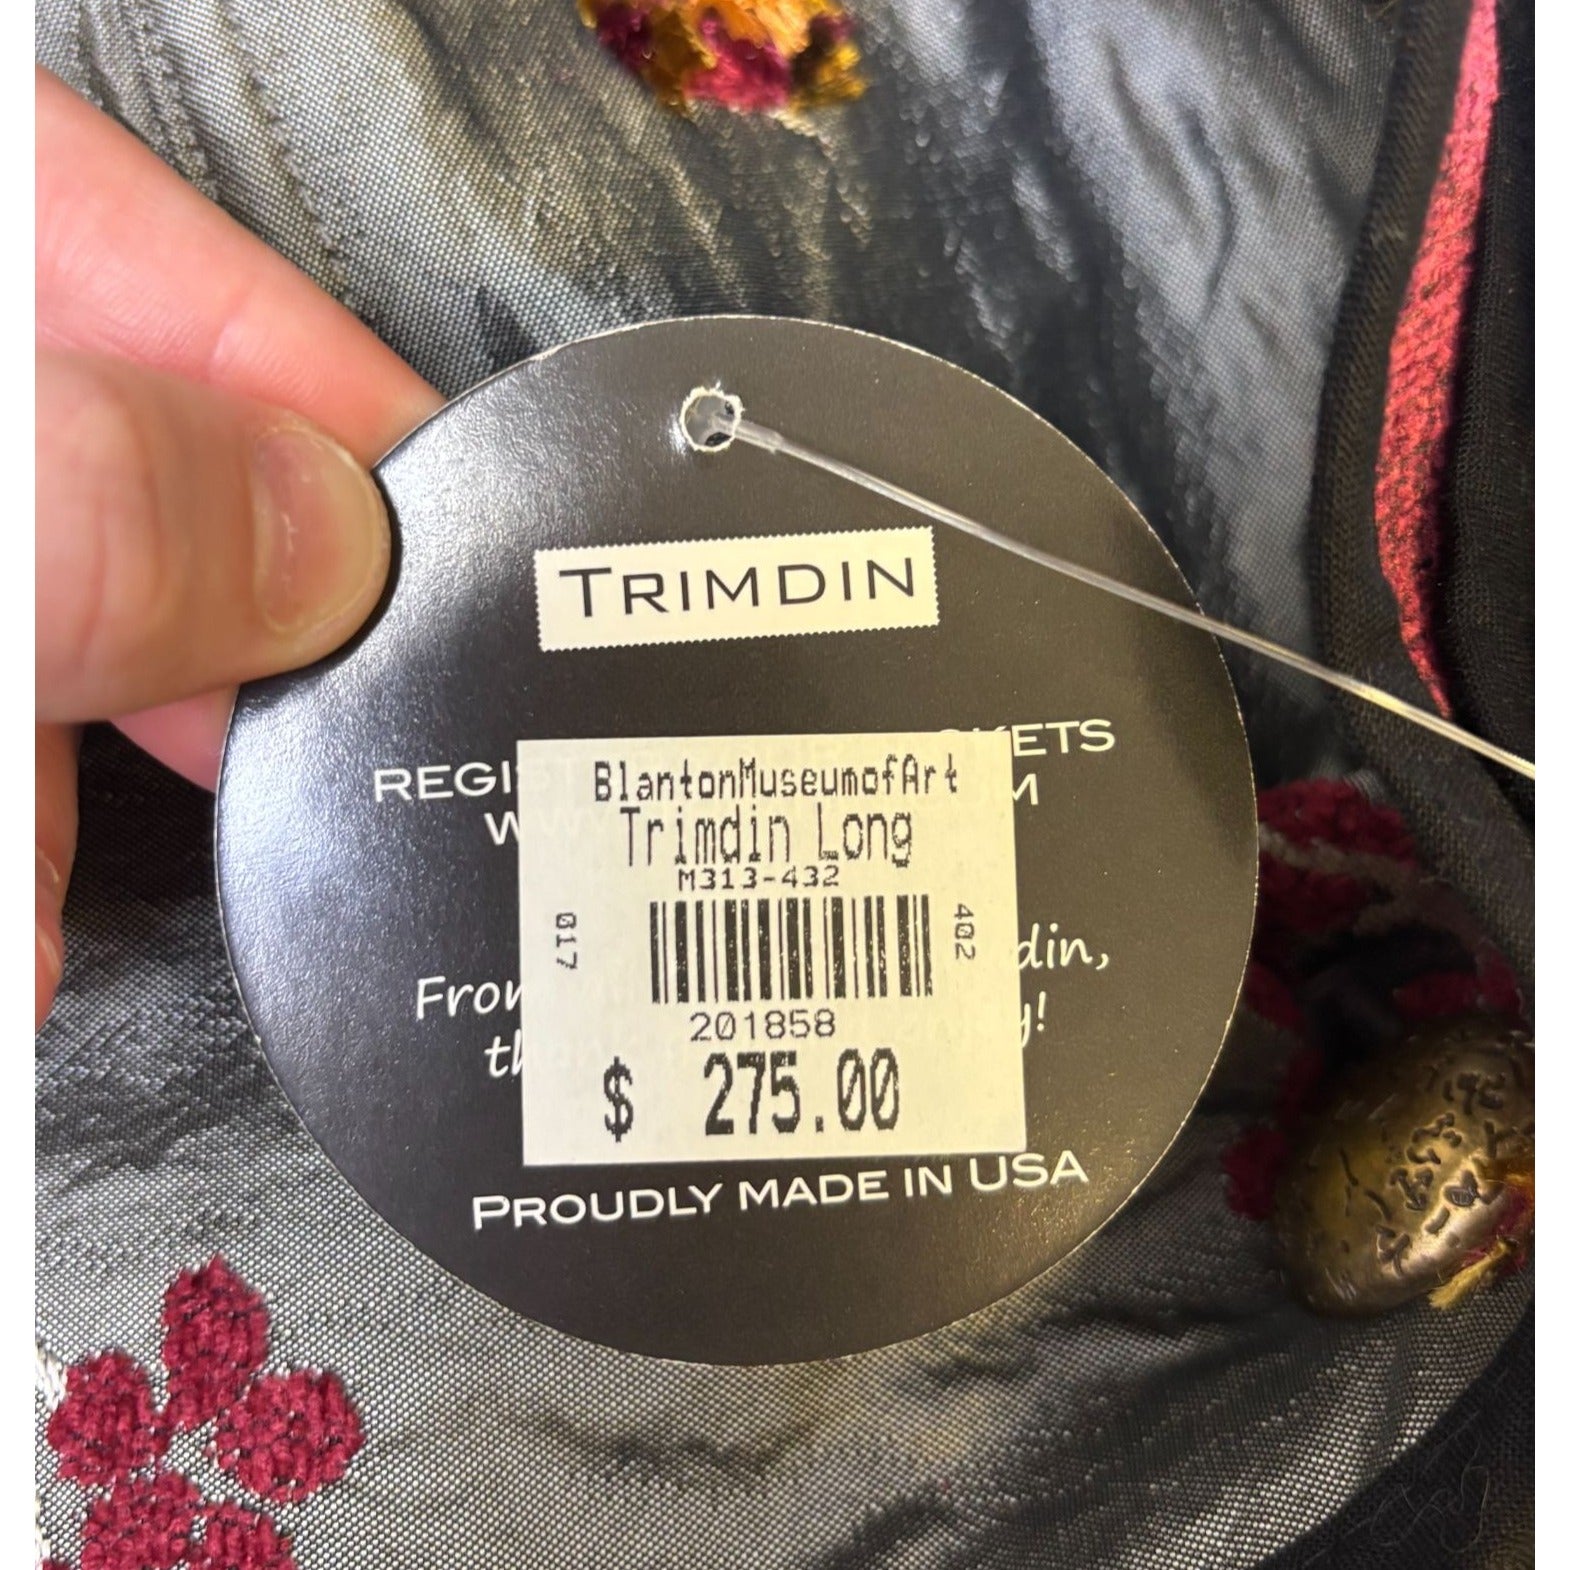 TRIMDIN
REGI KETS
W M
BlantonMuseumofArt
Trimdin Long
M313-432
017
402
201858
$ 275.00
From din,
th y!
PROUDLY MADE IN USA